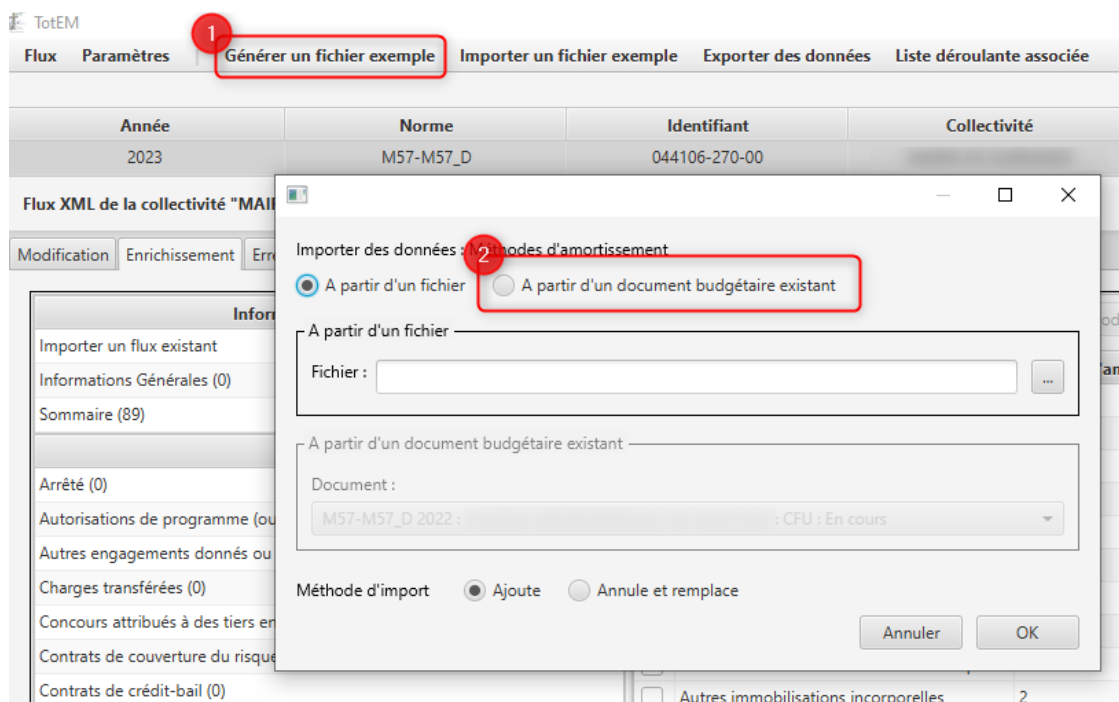 TotEM
1
Flux Paramètres Générer un fichier exemple Importer un fichier exemple Exporter des données Liste déroulante associée
Année Norme Identifiant Collectivité
2023 M57-M57_D 044106-270-00
Flux XML de la collectivité "MAI
Modification Enrichissement Err
Importer des données : Méthodes d'amortissement
2
A partir d'un fichier A partir d'un document budgétaire existant
A partir d'un fichier
Fichier : ...
A partir d'un document budgétaire existant
Document :
M57-M57_D 2022 : : CFU : En cours
Méthode d'import Ajoute Annule et remplace
Annuler OK
Infor
Importer un flux existant
Informations Générales (0)
Sommaire (89)
Arrêté (0)
Autorisations de programme (ou
Autres engagements donnés ou
Charges transférées (0)
Concours attribués à des tiers en
Contrats de couverture du risque
Contrats de crédit-bail (0)
od
'am
Autres immobilisations incorporelles 2